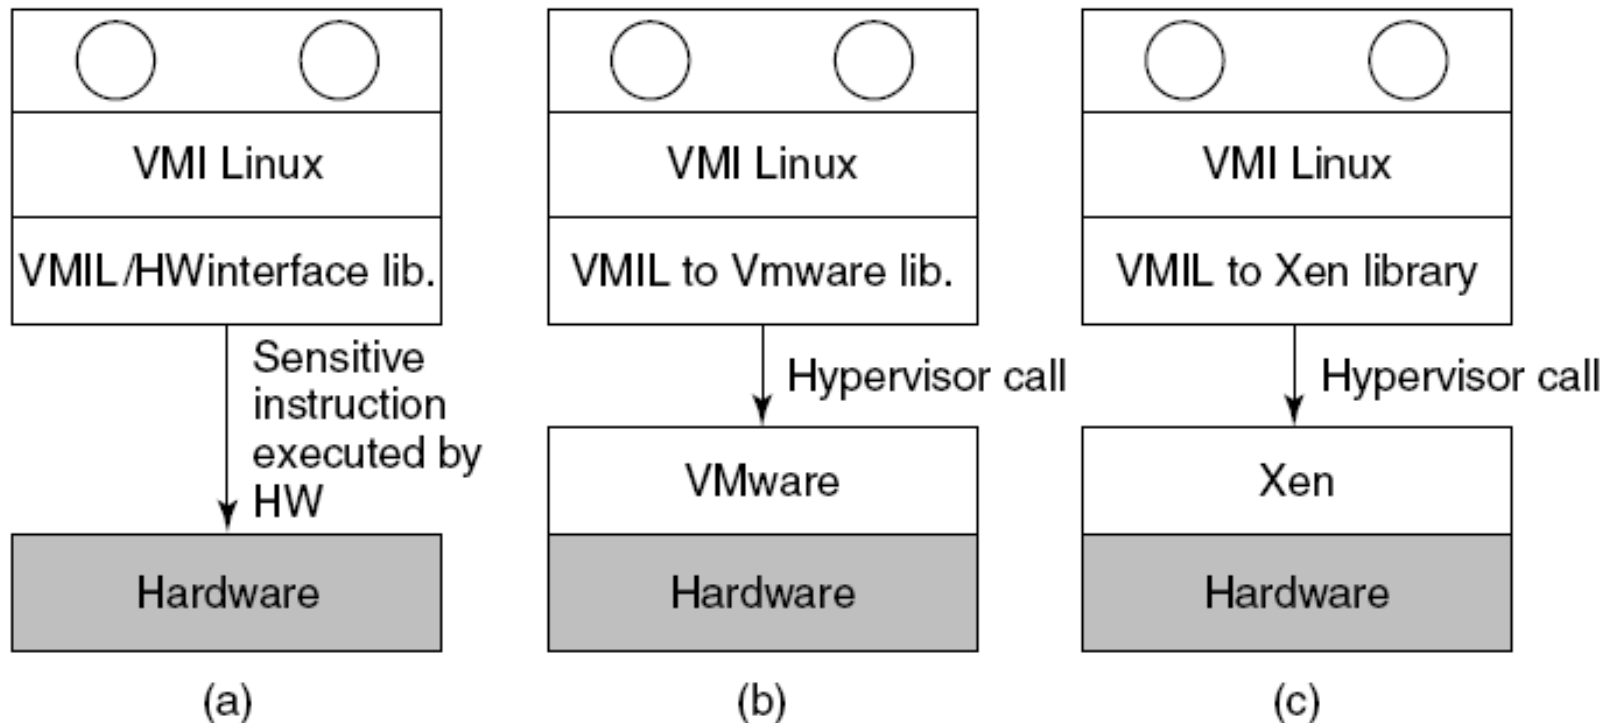 VMI Linux
VMIL/HWinterface lib.
Sensitive
instruction
executed by
HW
Hardware
(a)
VMI Linux
VMIL to Vmware lib.
Hypervisor call
VMware
Hardware
(b)
VMI Linux
VMIL to Xen library
Hypervisor call
Xen
Hardware
(c)